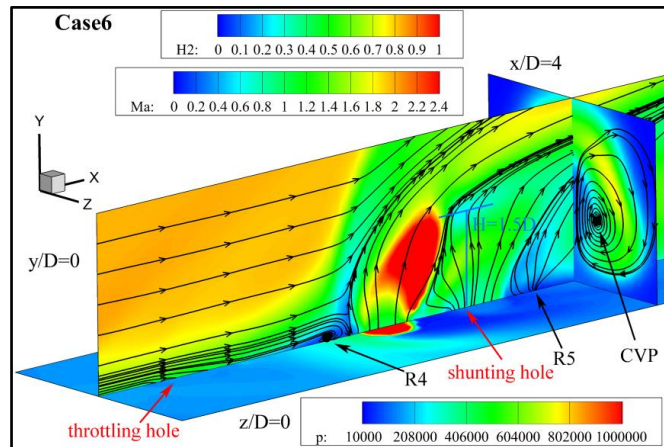 Case6
H2: 0 0.1 0.2 0.3 0.4 0.5 0.6 0.7 0.8 0.9 1
x/D=4
Ma: 0 0.2 0.4 0.6 0.8 1 1.2 1.4 1.6 1.8 2 2.2 2.4
Y
X
Z
y/D=0
H=1.5D
R4
shunting hole
R5
CVP
throttling hole
z/D=0
p: 10000 208000 406000 604000 802000 1000000